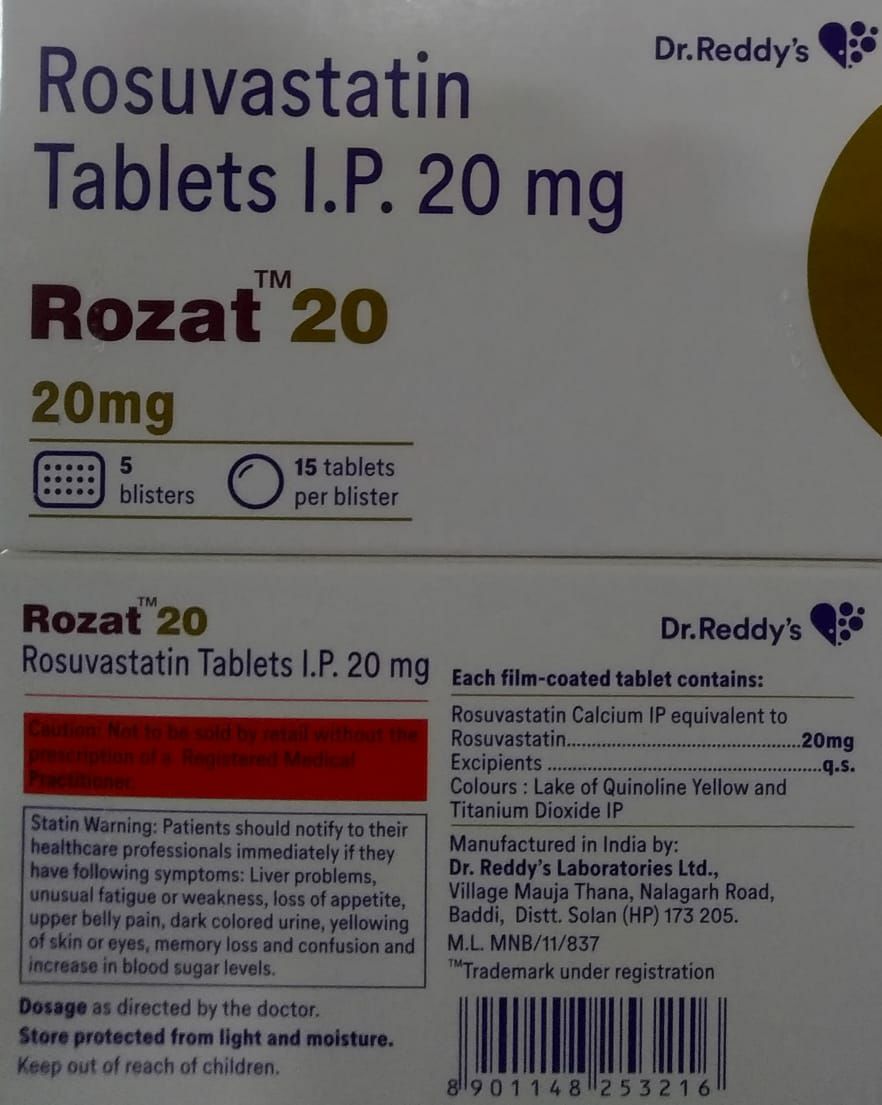 Dr.Reddy's
Rosuvastatin
Tablets I.P. 20 mg
Rozat™ 20
20mg
5
blisters
15 tablets
per blister
Rozat™ 20
Rosuvastatin Tablets I.P. 20 mg
Caution: Not to be sold by retail without the
prescription of a Registered Medical
Practitioner.
Statin Warning: Patients should notify to their
healthcare professionals immediately if they
have following symptoms: Liver problems,
unusual fatigue or weakness, loss of appetite,
upper belly pain, dark colored urine, yellowing
of skin or eyes, memory loss and confusion and
increase in blood sugar levels.
Dosage as directed by the doctor.
Store protected from light and moisture.
Keep out of reach of children.
Dr.Reddy's
Each film-coated tablet contains:
Rosuvastatin Calcium IP equivalent to
Rosuvastatin..........................................20mg
Excipients ..............................................q.s.
Colours : Lake of Quinoline Yellow and
Titanium Dioxide IP
Manufactured in India by:
Dr. Reddy's Laboratories Ltd.,
Village Mauja Thana, Nalagarh Road,
Baddi, Distt. Solan (HP) 173 205.
M.L. MNB/11/837
™Trademark under registration
8 901148 253216